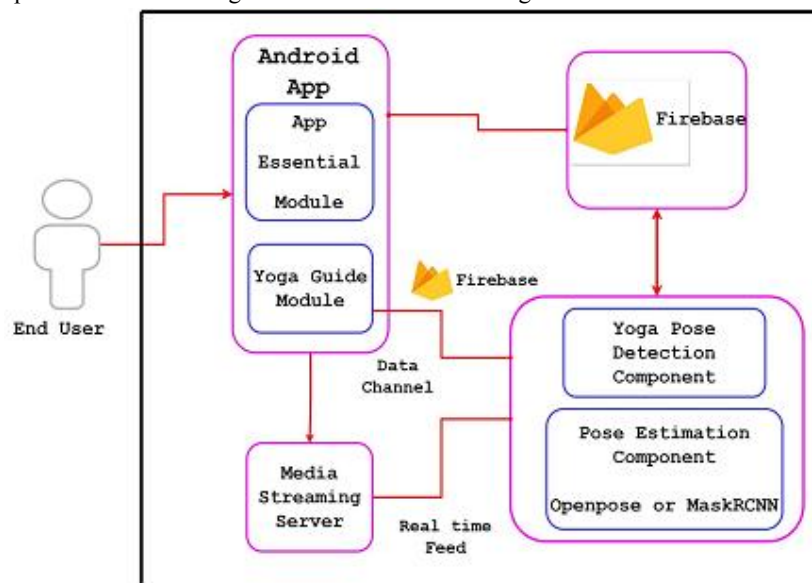 Android
App
App
Essential
Module
Yoga Guide
Module
Firebase
Firebase
End User
Data
Channel
Yoga Pose
Detection
Component
Pose Estimation
Component
Openpose or MaskRCNN
Media
Streaming
Server
Real time
Feed